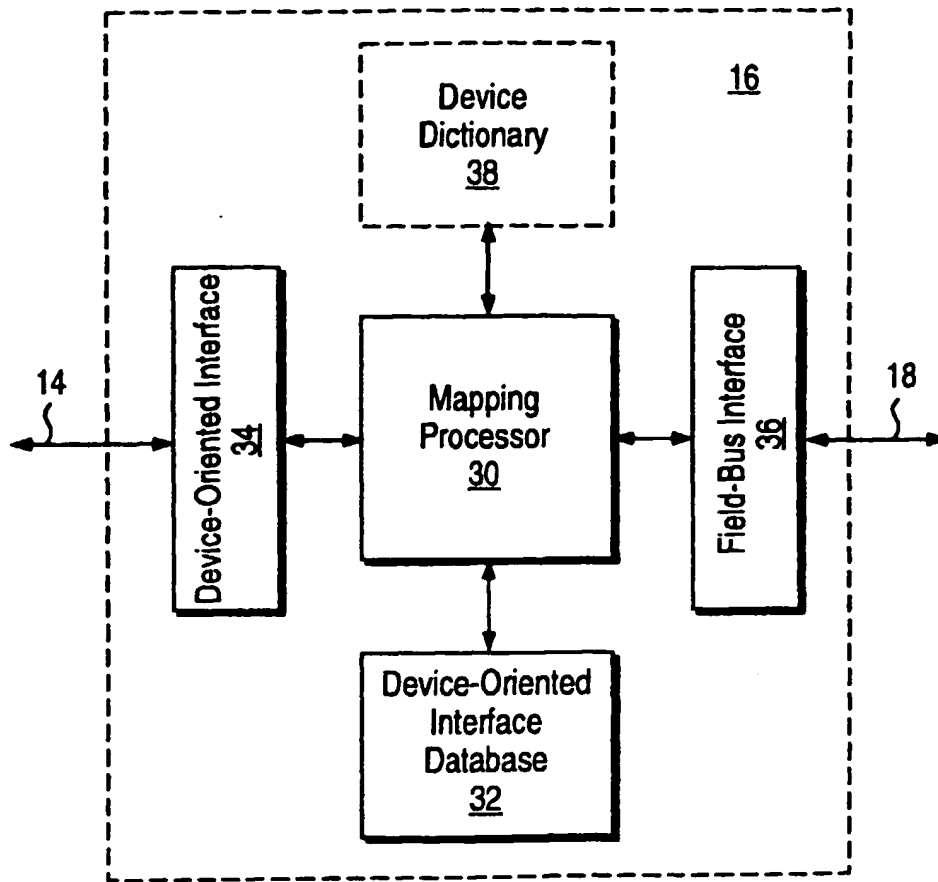 16
Device
Dictionary
38
14
Device-Oriented Interface
34
Mapping
Processor
30
Field-Bus Interface
36
18
Device-Oriented
Interface
Database
32